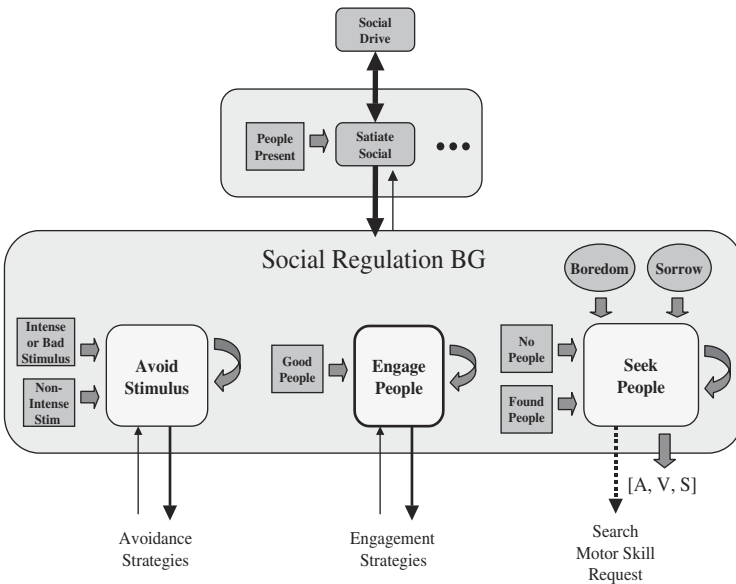 Social
Drive
People
Present
Satiate
Social
Social Regulation BG
Boredom
Sorrow
Intense
or Bad
Stimulus
Non-
Intense
Stim
Avoid
Stimulus
Good
People
Engage
People
No
People
Found
People
Seek
People
[A, V, S]
Avoidance
Strategies
Engagement
Strategies
Search
Motor Skill
Request